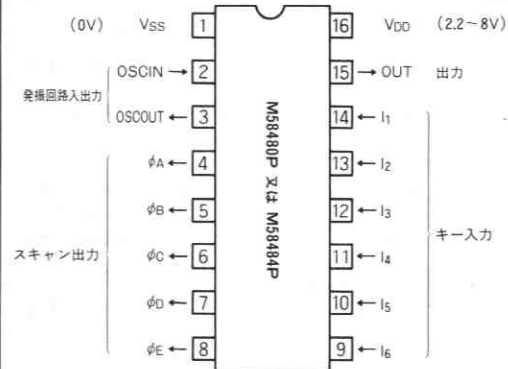 (0V) VSS 1 16 VDD (2.2～8V)
OSCIN → 2 15 → OUT 出力
発振回路入出力
OSCOUT ← 3 14 ← I1
φA ← 4 13 ← I2
φB ← 5 12 ← I3
キー入力
スキャン出力 φC ← 6 11 ← I4
φD ← 7 10 ← I5
φE ← 8 9 ← I6
M58480P 又は M58484P